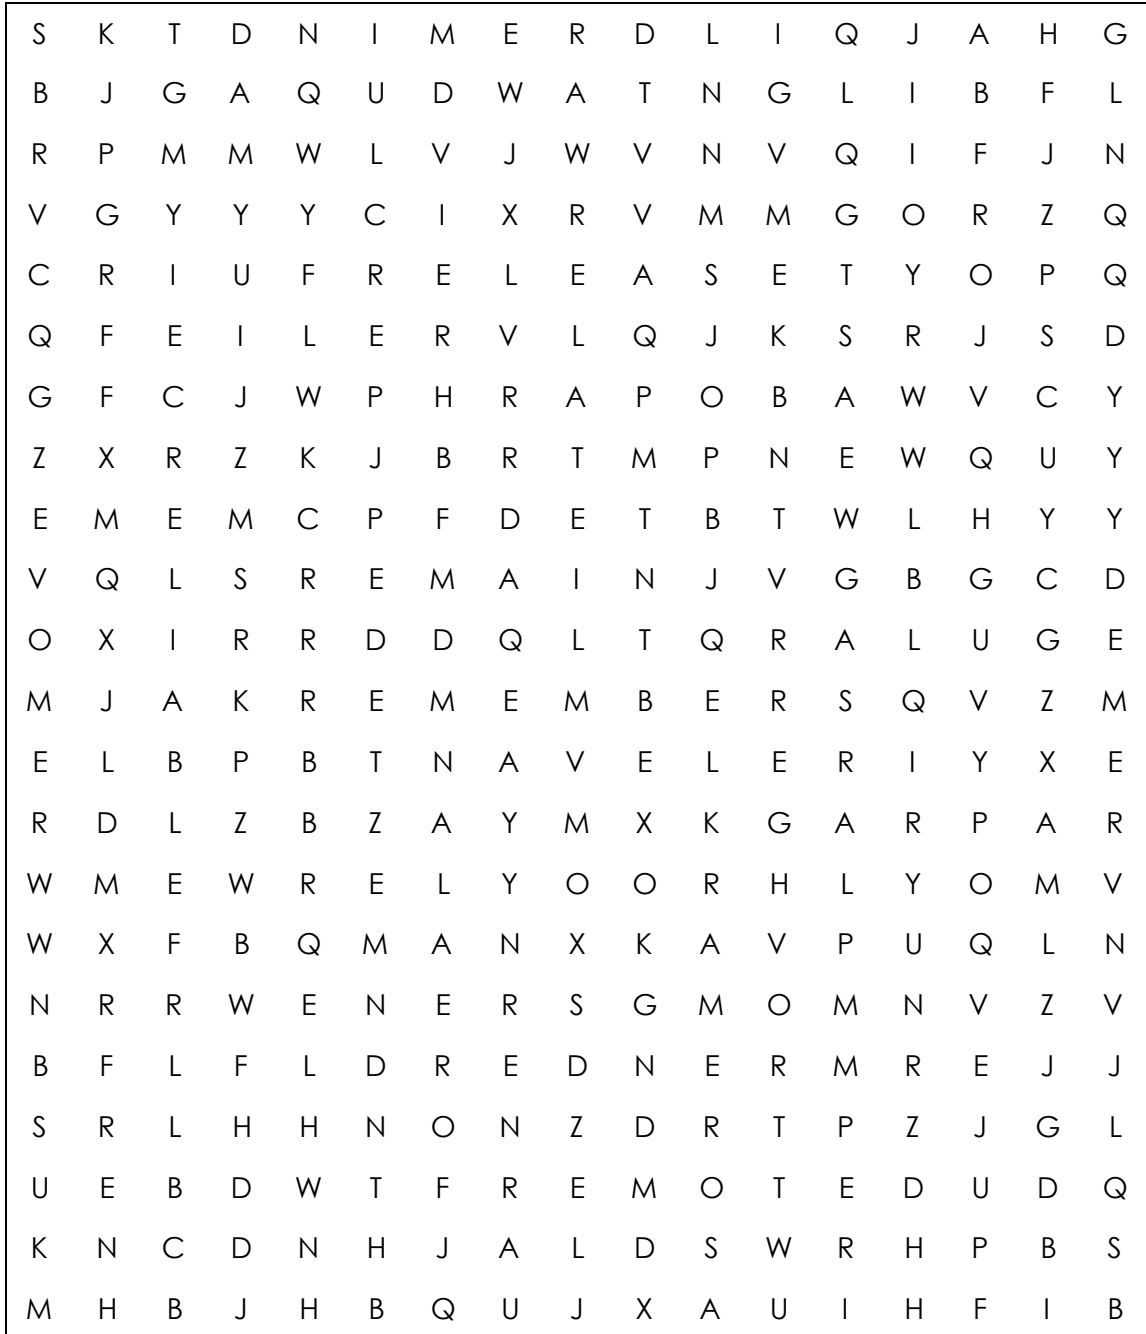 S K T D N I M E R D L I Q J A H G
B J G A Q U D W A T N G L I B F L
R P M M W L V J W V N V Q I F J N
V G Y Y Y C I X R V M M G O R Z Q
C R I U F R E L E A S E T Y O P Q
Q F E I L E R V L Q J K S R J S D
G F C J W P H R A P O B A W V C Y
Z X R Z K J B R T M P N E W Q U Y
E M E M C P F D E T B T W L H Y Y
V Q L S R E M A I N J V G B G C D
O X I R R D D Q L T Q R A L U G E
M J A K R E M E M B E R S Q V Z M
E L B P B T N A V E L E R I Y X E
R D L Z B Z A Y M X K G A R P A R
W M E W R E L Y O O R H L Y O M V
W X F B Q M A N X K A V P U Q L N
N R R W E N E R S G M O M N V Z V
B F L F L D R E D N E R M R E J J
S R L H H N O N Z D R T P Z J G L
U E B D W T F R E M O T E D U D Q
K N C D N H J A L D S W R H P B S
M H B J H B Q U J X A U I H F I B